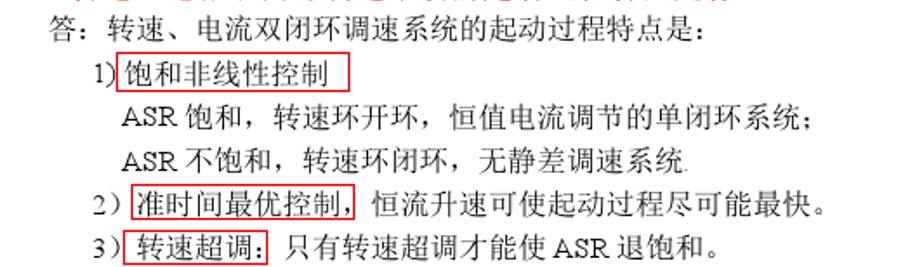 答：转速、电流双闭环调速系统的起动过程特点是：
1) 饱和非线性控制
ASR 饱和，转速环开环，恒值电流调节的单闭环系统；
ASR 不饱和，转速环闭环，无静差调速系统.
2）准时间最优控制，恒流升速可使起动过程尽可能最快。
3）转速超调：只有转速超调才能使 ASR 退饱和。